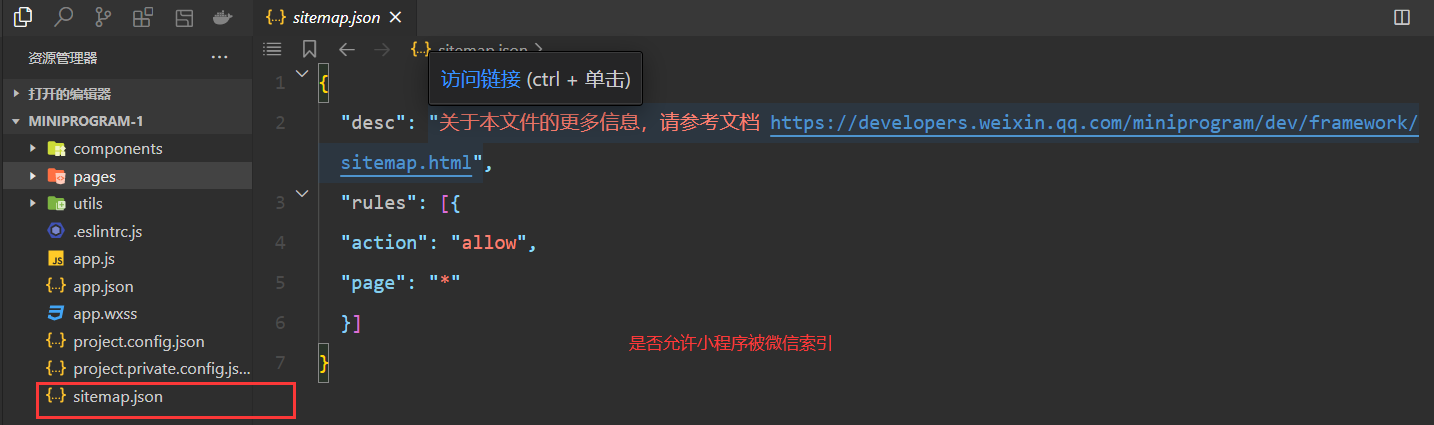 sitemap.json
资源管理器
sitemap.json
访问链接 (ctrl + 单击)
打开的编辑器
MINIPROGRAM-1
components
pages
utils
.eslintrc.js
JS app.js
{..} app.json
app.wxss
{..} project.config.json
{..} project.private.config.js...
{..} sitemap.json
1 {
2 "desc": "关于本文件的更多信息，请参考文档 https://developers.weixin.qq.com/miniprogram/dev/framework/
sitemap.html",
3 "rules": [{
4 "action": "allow",
5 "page": "*"
6 }]
7 }
是否允许小程序被微信索引